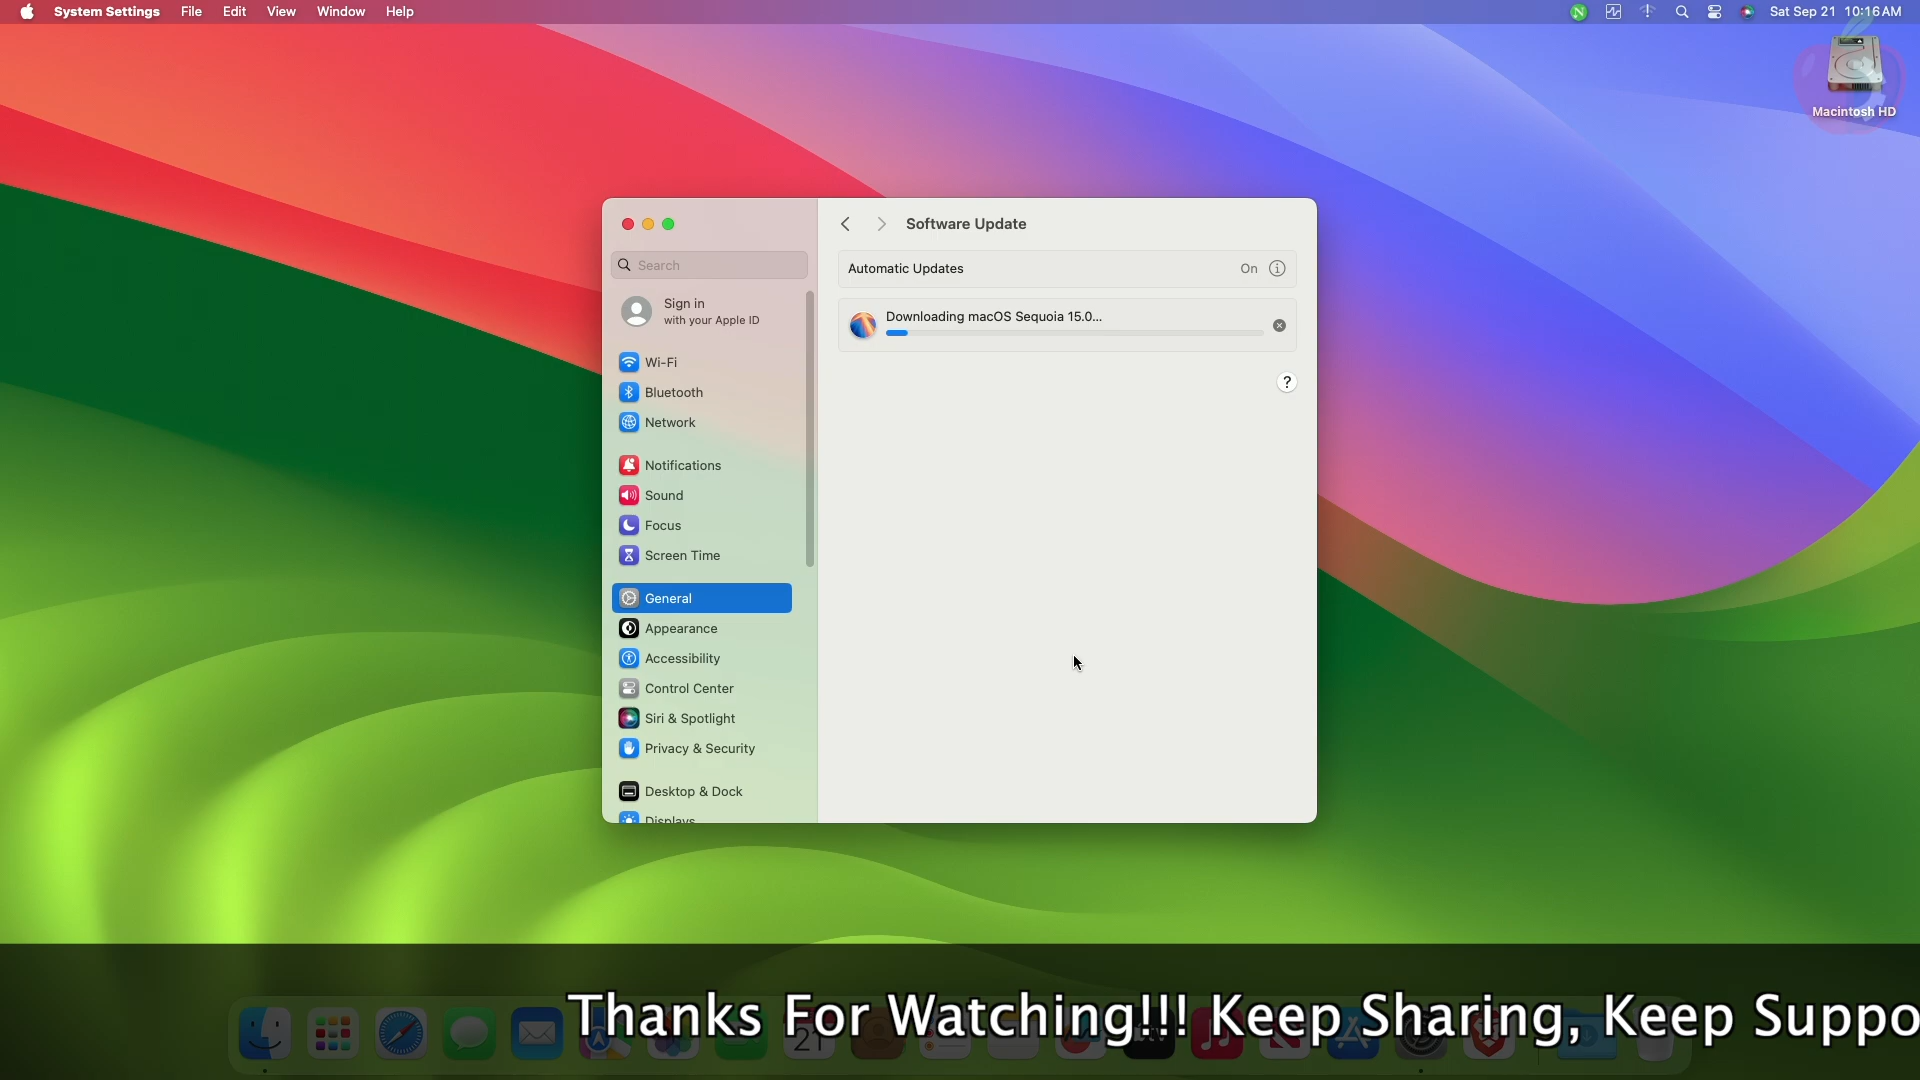 System Settings File Edit View Window Help
N
Sat Sep 21 10:16 AM
Macintosh HD
Software Update
Search
Automatic Updates
On
Sign in
with your Apple ID
Downloading macOS Sequoia 15.0...
?
Wi-Fi
Bluetooth
Network
Notifications
Sound
Focus
Screen Time
General
Appearance
Accessibility
Control Center
Siri & Spotlight
Privacy & Security
Desktop & Dock
Displays
Thanks For Watching!!! Keep Sharing, Keep Suppo
21
tv